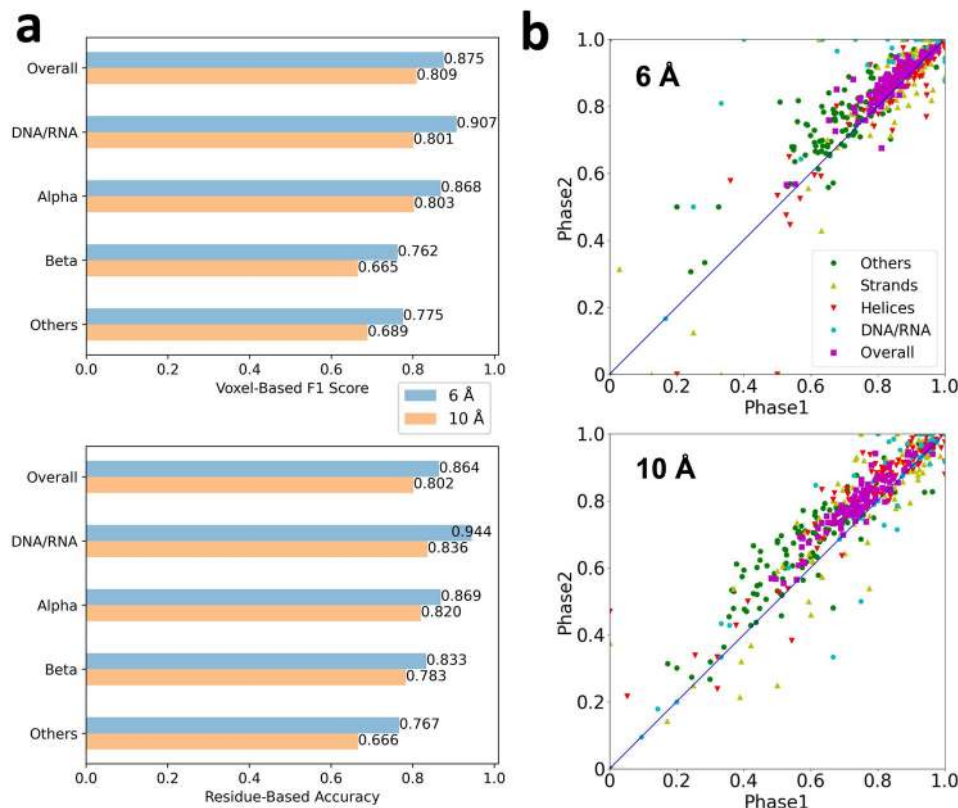 a
Overall
0.875
0.809
DNA/RNA
0.907
0.801
Alpha
0.868
0.803
Beta
0.762
0.665
Others
0.775
0.689
0.0 0.2 0.4 0.6 0.8 1.0
Voxel-Based F1 Score
6 Å
10 Å
Overall
0.864
0.802
DNA/RNA
0.944
0.836
Alpha
0.869
0.820
Beta
0.833
0.783
Others
0.767
0.666
0.0 0.2 0.4 0.6 0.8 1.0
Residue-Based Accuracy
b
6 Å
1.0
0.8
0.6
0.4
0.2
0
Phase2
Others
Strands
Helices
DNA/RNA
Overall
0 0.2 0.4 0.6 0.8 1.0
Phase1
10 Å
1.0
0.8
0.6
0.4
0.2
0
Phase2
0 0.2 0.4 0.6 0.8 1.0
Phase1